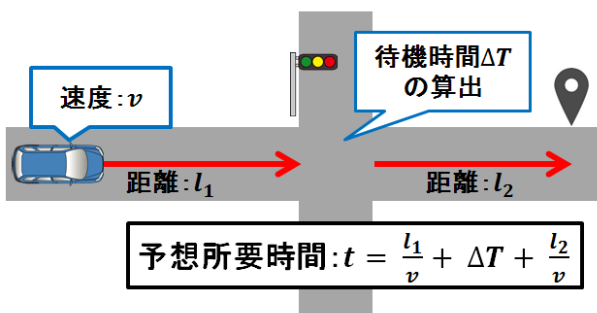 待機時間ΔT
の算出
速度:v
距離:l₁
距離:l₂
予想所要時間:t = l₁/v + ΔT + l₂/v